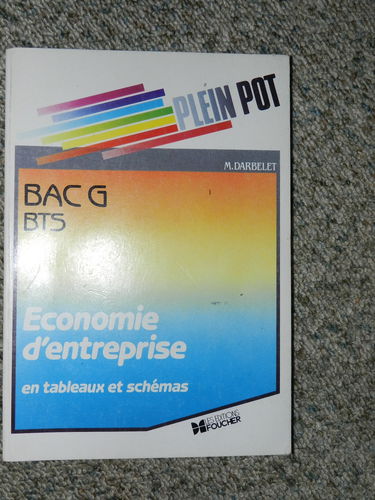 PLEIN POT
M. DARBELET
BAC G
BTS
Economie
d'entreprise
en tableaux et schémas
LES EDITIONS
FOUCHER